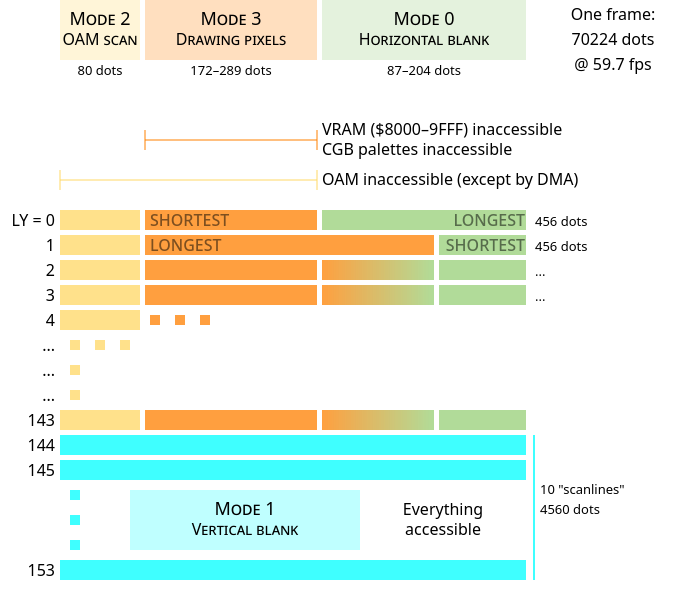 Mode 2
OAM scan
80 dots
Mode 3
Drawing pixels
172–289 dots
Mode 0
Horizontal blank
87–204 dots
One frame:
70224 dots
@ 59.7 fps
VRAM ($8000–9FFF) inaccessible
CGB palettes inaccessible
OAM inaccessible (except by DMA)
LY = 0 SHORTEST LONGEST 456 dots
1 LONGEST SHORTEST 456 dots
2 ...
3 ...
4
...
...
...
143
144
145
10 "scanlines"
4560 dots
Mode 1
Vertical blank
Everything
accessible
153